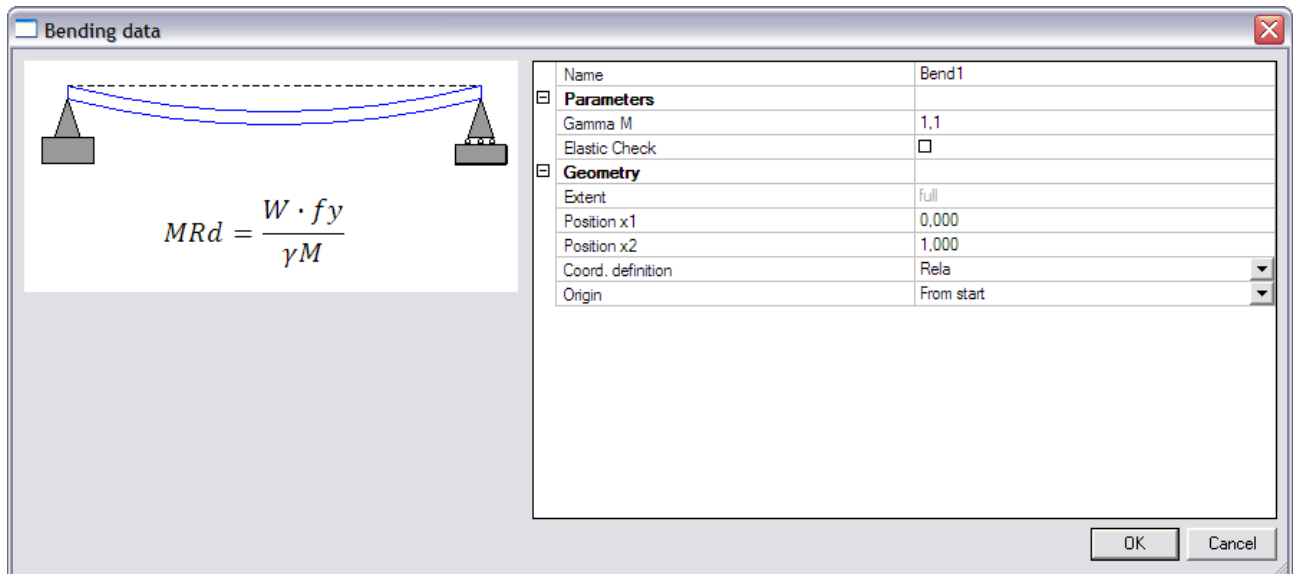 Bending data
MRd = W · fy / γM
Name Bend1
Parameters
Gamma M 1,1
Elastic Check
Geometry
Extent full
Position x1 0,000
Position x2 1,000
Coord. definition Rela
Origin From start
OK Cancel